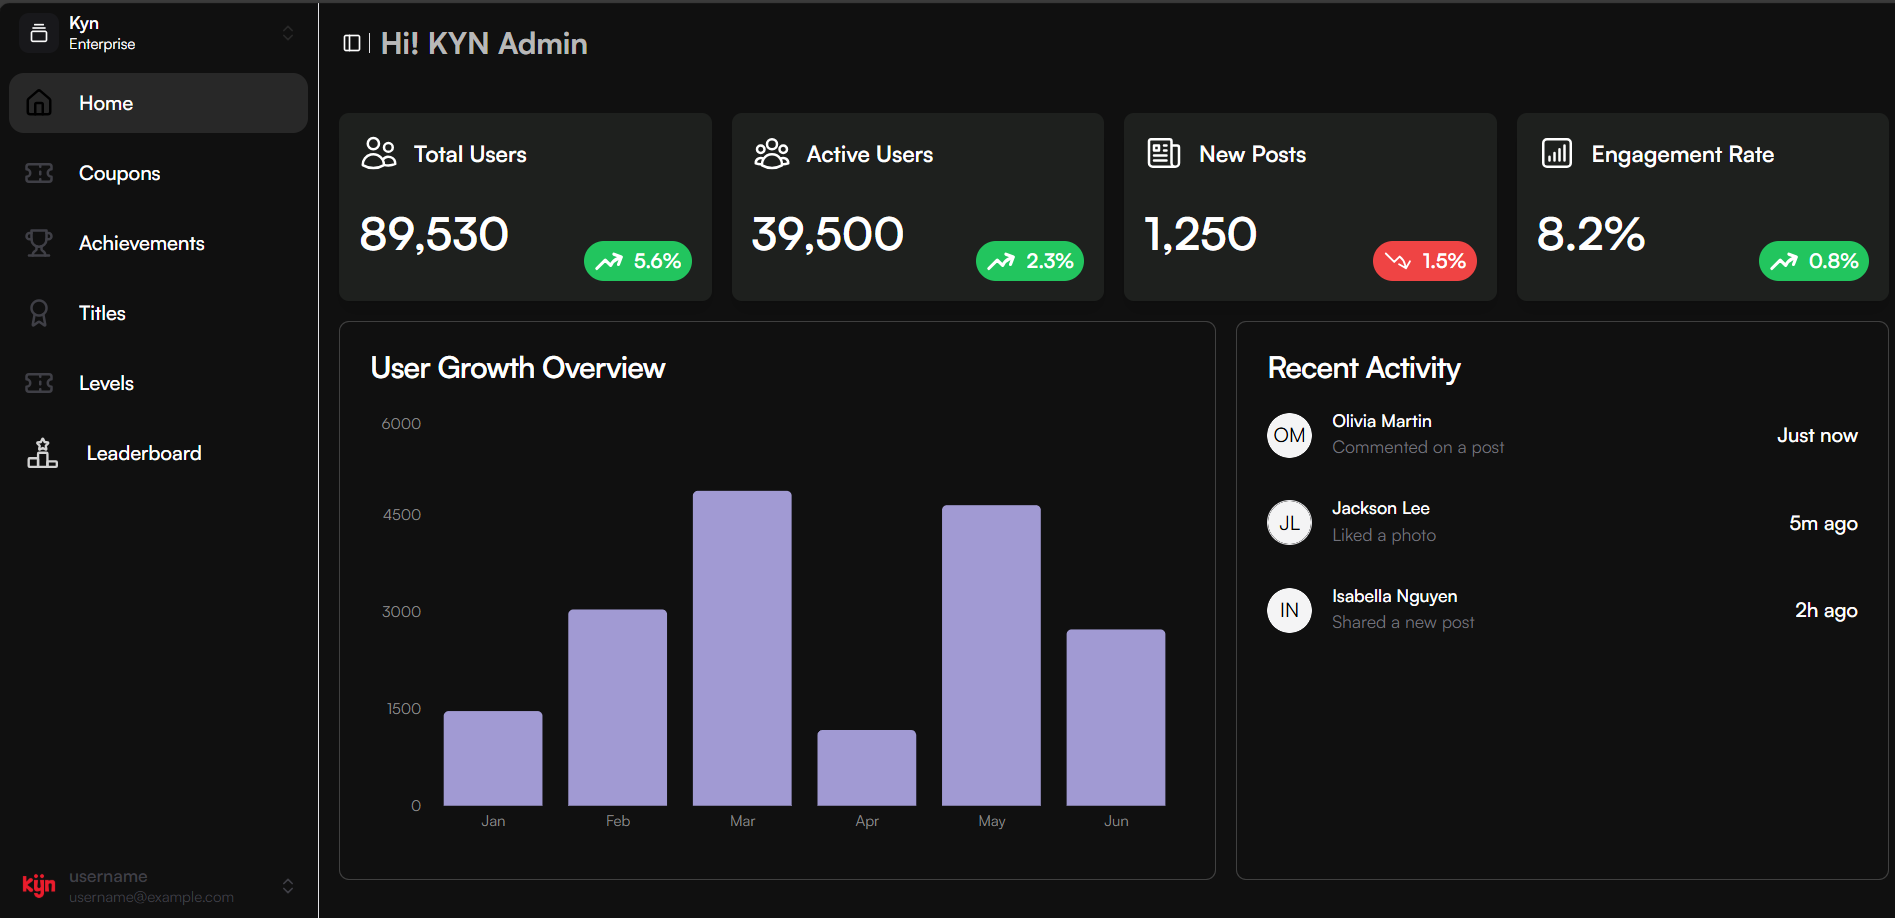 Kyn
Enterprise
Home
Coupons
Achievements
Titles
Levels
Leaderboard
kyn
username
username@example.com
Hi! KYN Admin
Total Users
89,530
5.6%
Active Users
39,500
2.3%
New Posts
1,250
1.5%
Engagement Rate
8.2%
0.8%
User Growth Overview
6000
4500
3000
1500
0
Jan Feb Mar Apr May Jun
Recent Activity
OM
Olivia Martin
Commented on a post
Just now
JL
Jackson Lee
Liked a photo
5m ago
IN
Isabella Nguyen
Shared a new post
2h ago